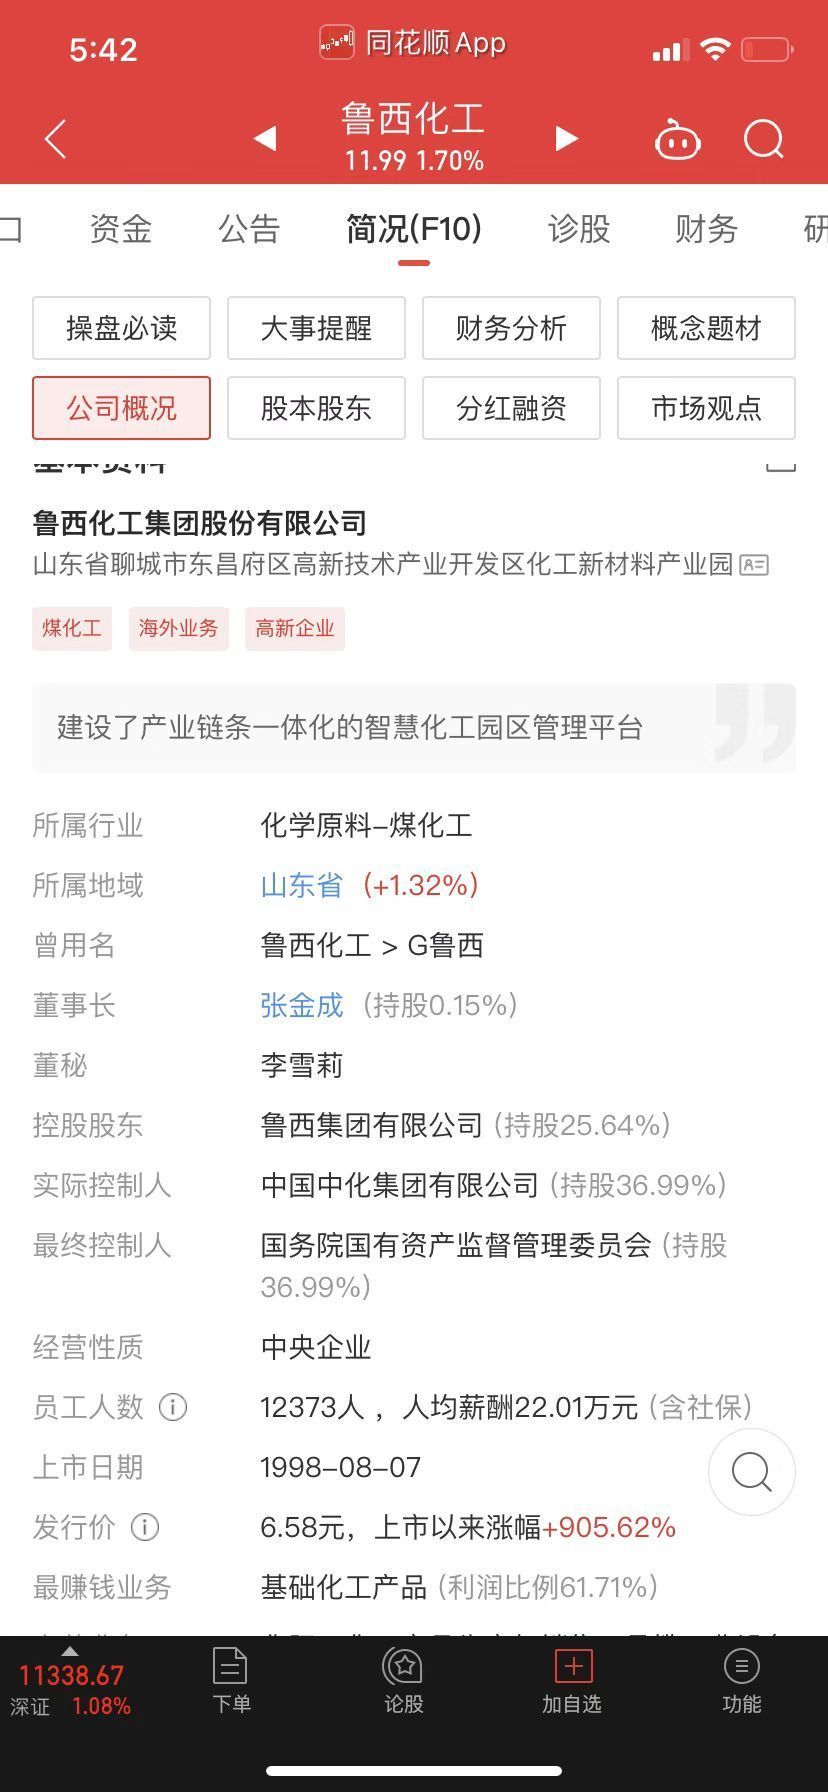 5:42
同花顺App
鲁西化工
11.99 1.70%
口 资金 公告 简况(F10) 诊股 财务 研
操盘必读 大事提醒 财务分析 概念题材
公司概况 股本股东 分红融资 市场观点
基本资料
鲁西化工集团股份有限公司
山东省聊城市东昌府区高新技术产业开发区化工新材料产业园
煤化工 海外业务 高新企业
建设了产业链条一体化的智慧化工园区管理平台
所属行业 化学原料-煤化工
所属地域 山东省 (+1.32%)
曾用名 鲁西化工 > G鲁西
董事长 张金成 (持股0.15%)
董秘 李雪莉
控股股东 鲁西集团有限公司 (持股25.64%)
实际控制人 中国中化集团有限公司 (持股36.99%)
最终控制人 国务院国有资产监督管理委员会 (持股
36.99%)
经营性质 中央企业
员工人数 12373人 ，人均薪酬22.01万元 (含社保)
上市日期 1998-08-07
发行价 6.58元，上市以来涨幅+905.62%
最赚钱业务 基础化工产品 (利润比例61.71%)
11338.67
深证 1.08%
下单 论股 加自选 功能